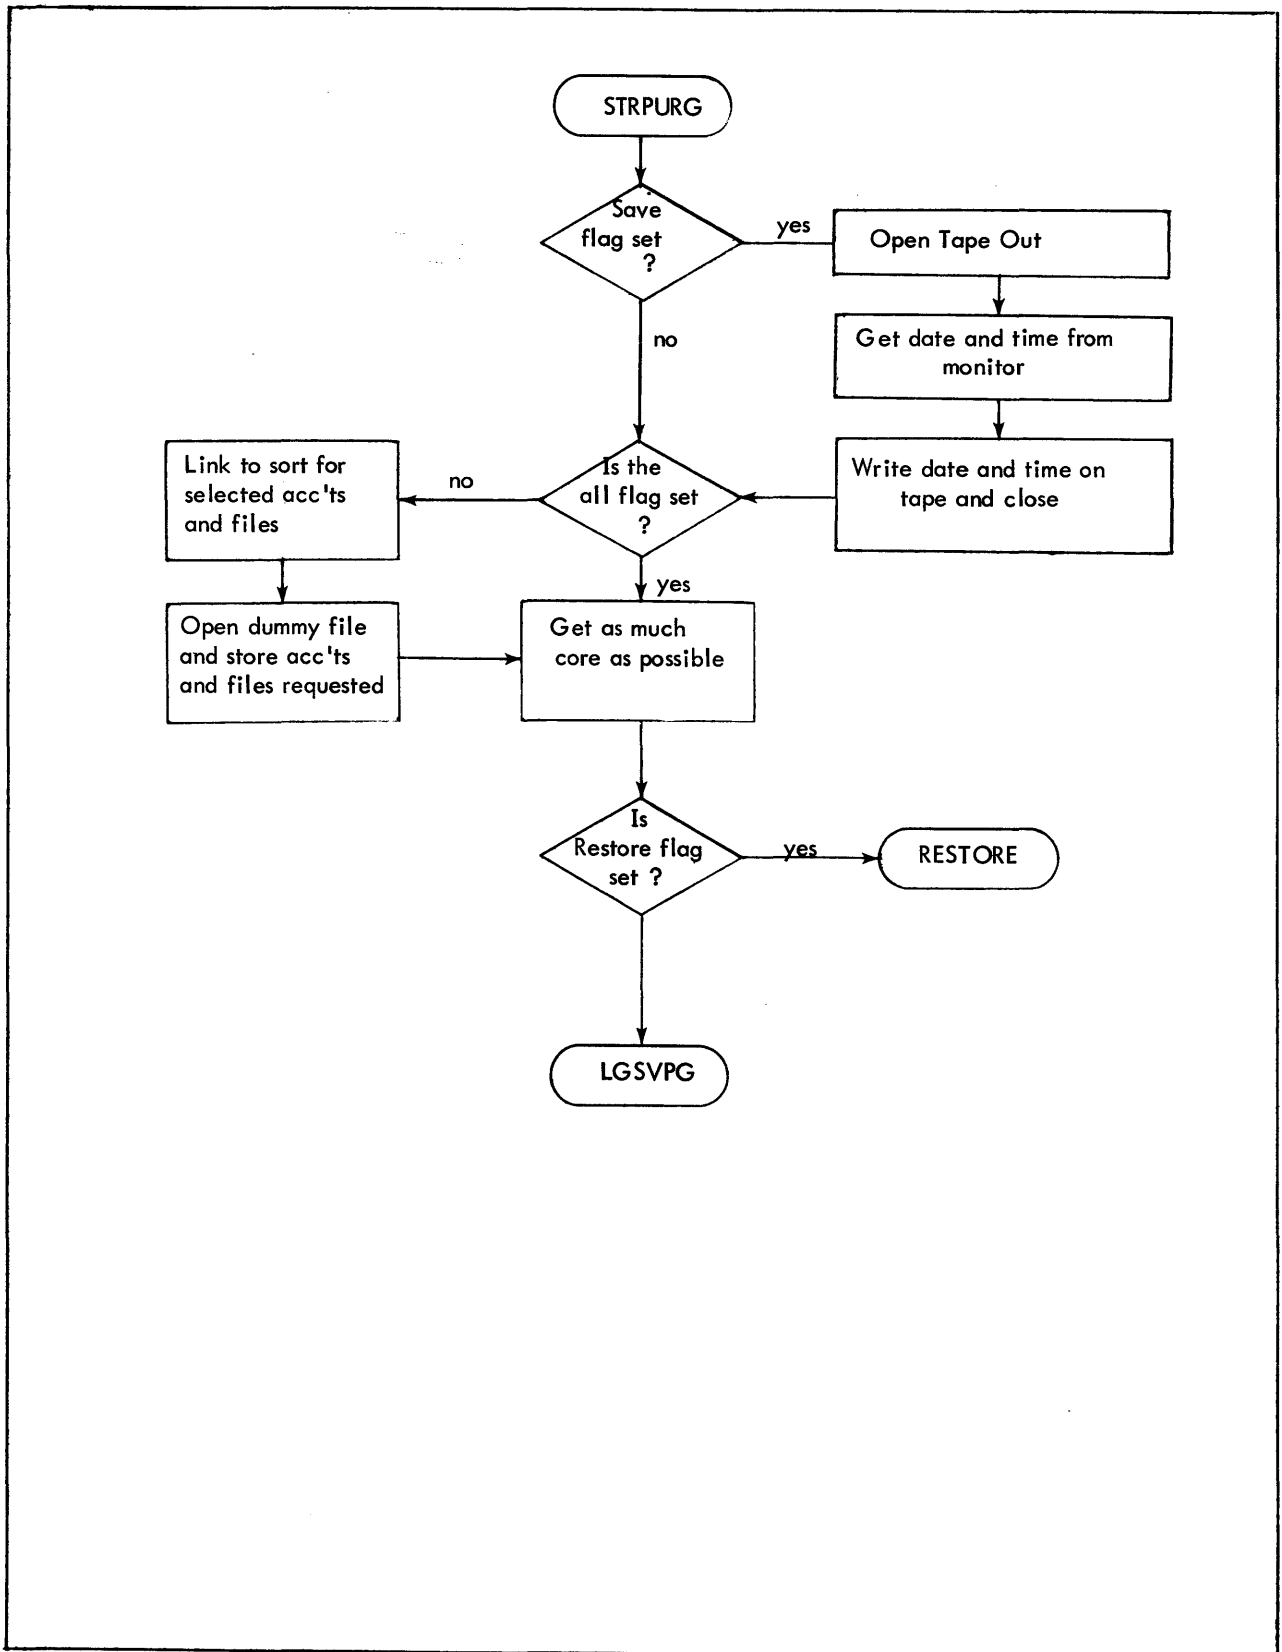 STRPURG
Save
flag set
?
yes
Open Tape Out
Get date and time from
monitor
no
Write date and time on
tape and close
Is the
all flag set
?
no
Link to sort for
selected acc'ts
and files
yes
Open dummy file
and store acc'ts
and files requested
Get as much
core as possible
Is
Restore flag
set ?
yes
RESTORE
LGSVPG